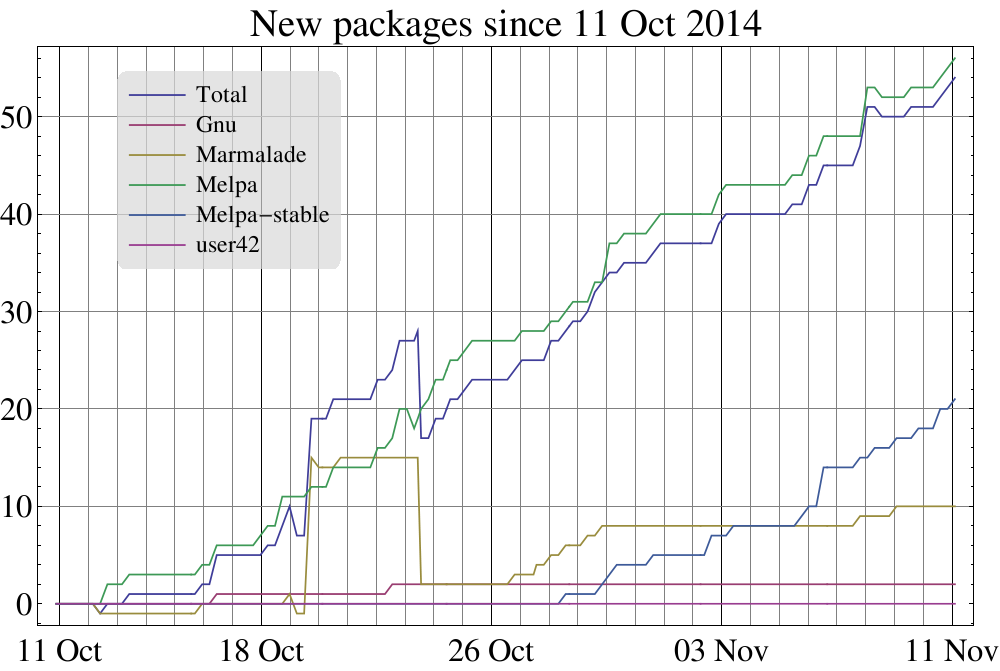 New packages since 11 Oct 2014
Total
Gnu
Marmalade
Melpa
Melpa-stable
user42
50
40
30
20
10
0
11 Oct 18 Oct 26 Oct 03 Nov 11 Nov